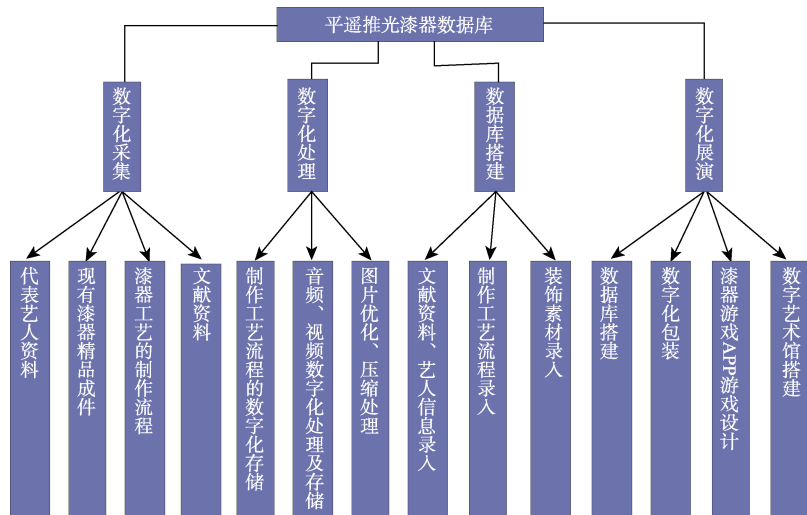 平遥推光漆器数据库
数字化采集
数字化处理
数据库搭建
数字化展演
代表艺人资料
现有漆器精品成件
漆器工艺的制作流程
文献资料
制作工艺流程的数字化存储
音频、视频数字化处理及存储
图片优化、压缩处理
文献资料、艺人信息录入
制作工艺流程录入
装饰素材录入
数据库搭建
数字化包装
漆器游戏APP游戏设计
数字艺术馆搭建